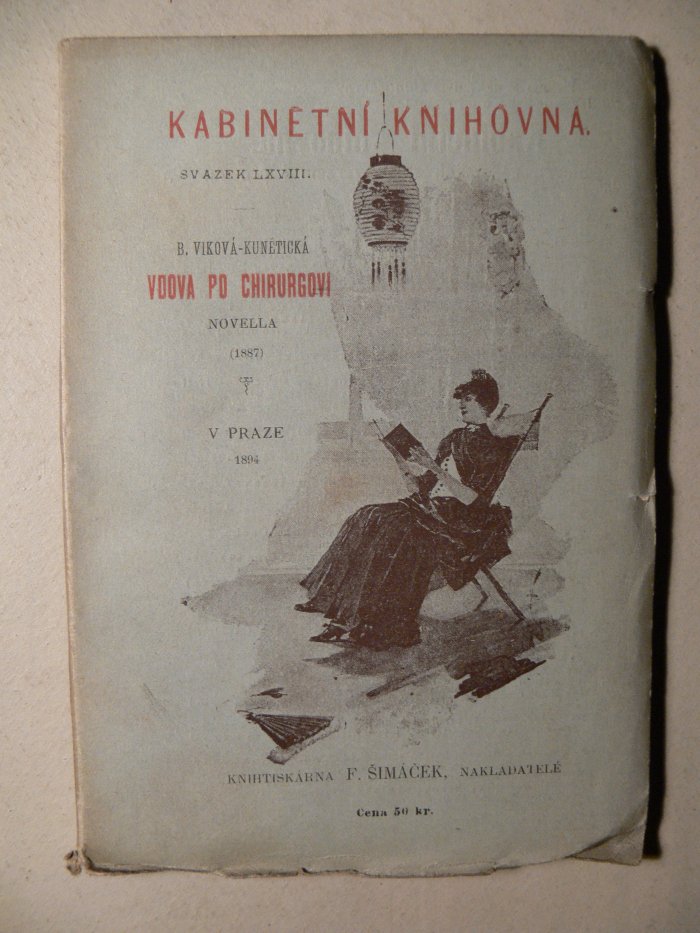 KABINETNÍ KNIHOVNA.
SVAZEK LXVIII.
B. VIKOVÁ-KUNĚTICKÁ
VDOVA PO CHIRURGOVI
NOVELLA
(1887)
V PRAZE
1894
KNIHTISKÁRNA F. ŠIMÁČEK, NAKLADATELÉ
Cena 50 kr.